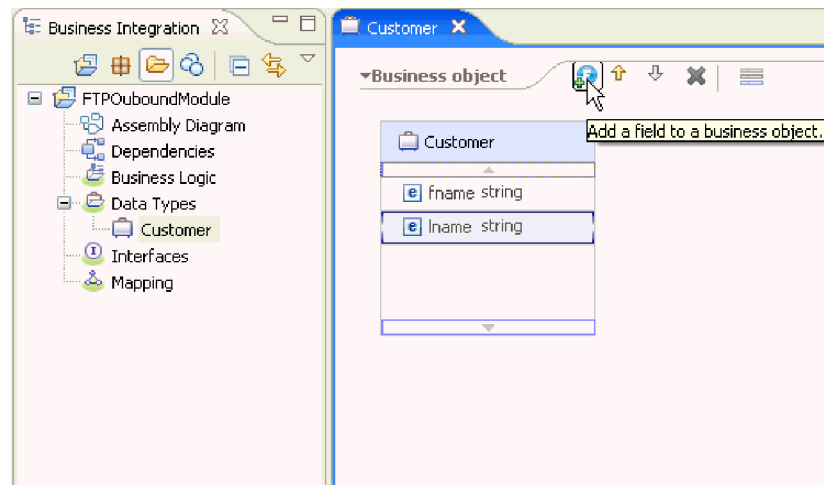 Business Integration
Customer
Business object
Add a field to a business object.
FTPOuboundModule
Assembly Diagram
Dependencies
Business Logic
Data Types
Customer
Interfaces
Mapping
Customer
fname string
lname string